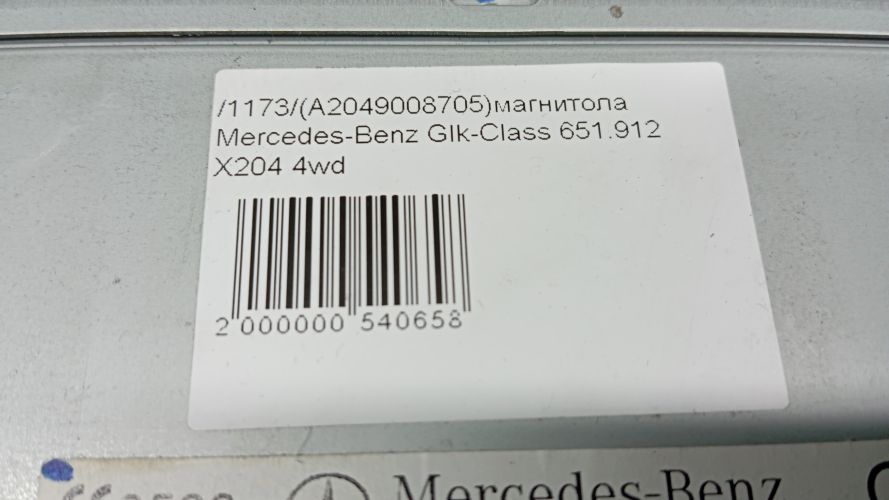 /1173/(A2049008705)магнитола
Mercedes-Benz Glk-Class 651.912
X204 4wd
2 000000 540658
Mercedes-Benz